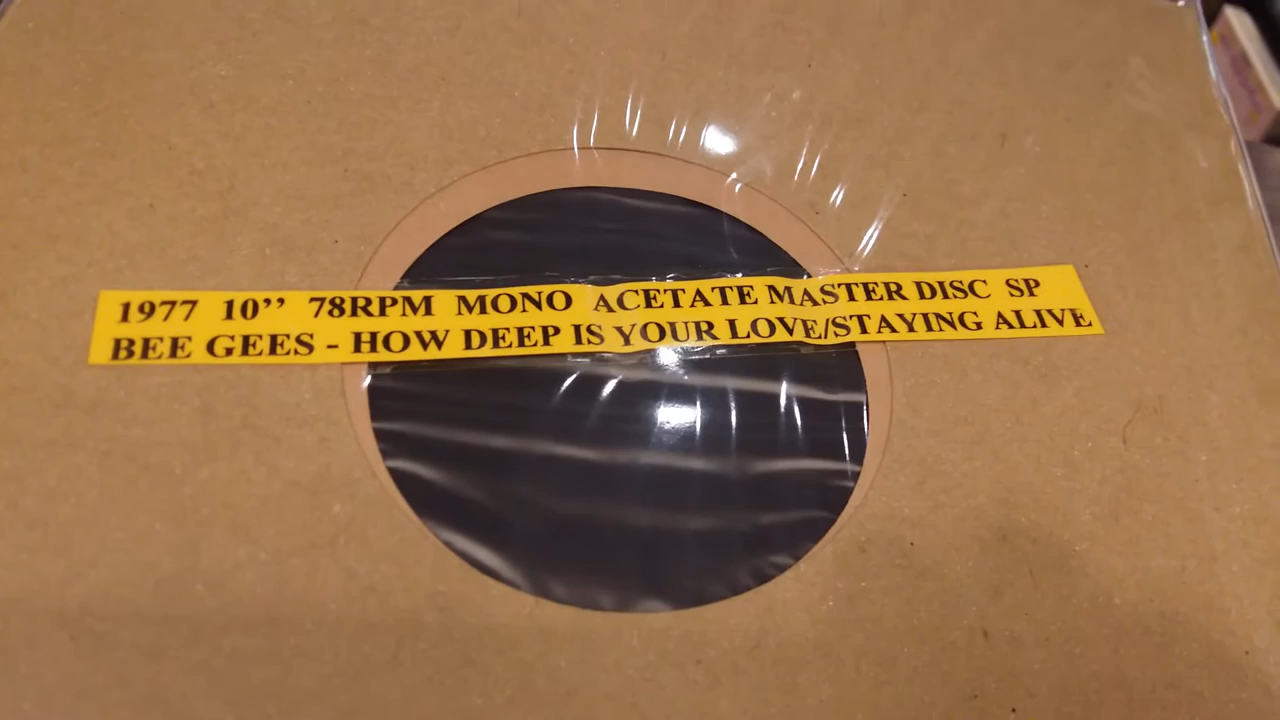 1977 10’’ 78RPM MONO ACETATE MASTER DISC SP
BEE GEES - HOW DEEP IS YOUR LOVE/STAYING ALIVE